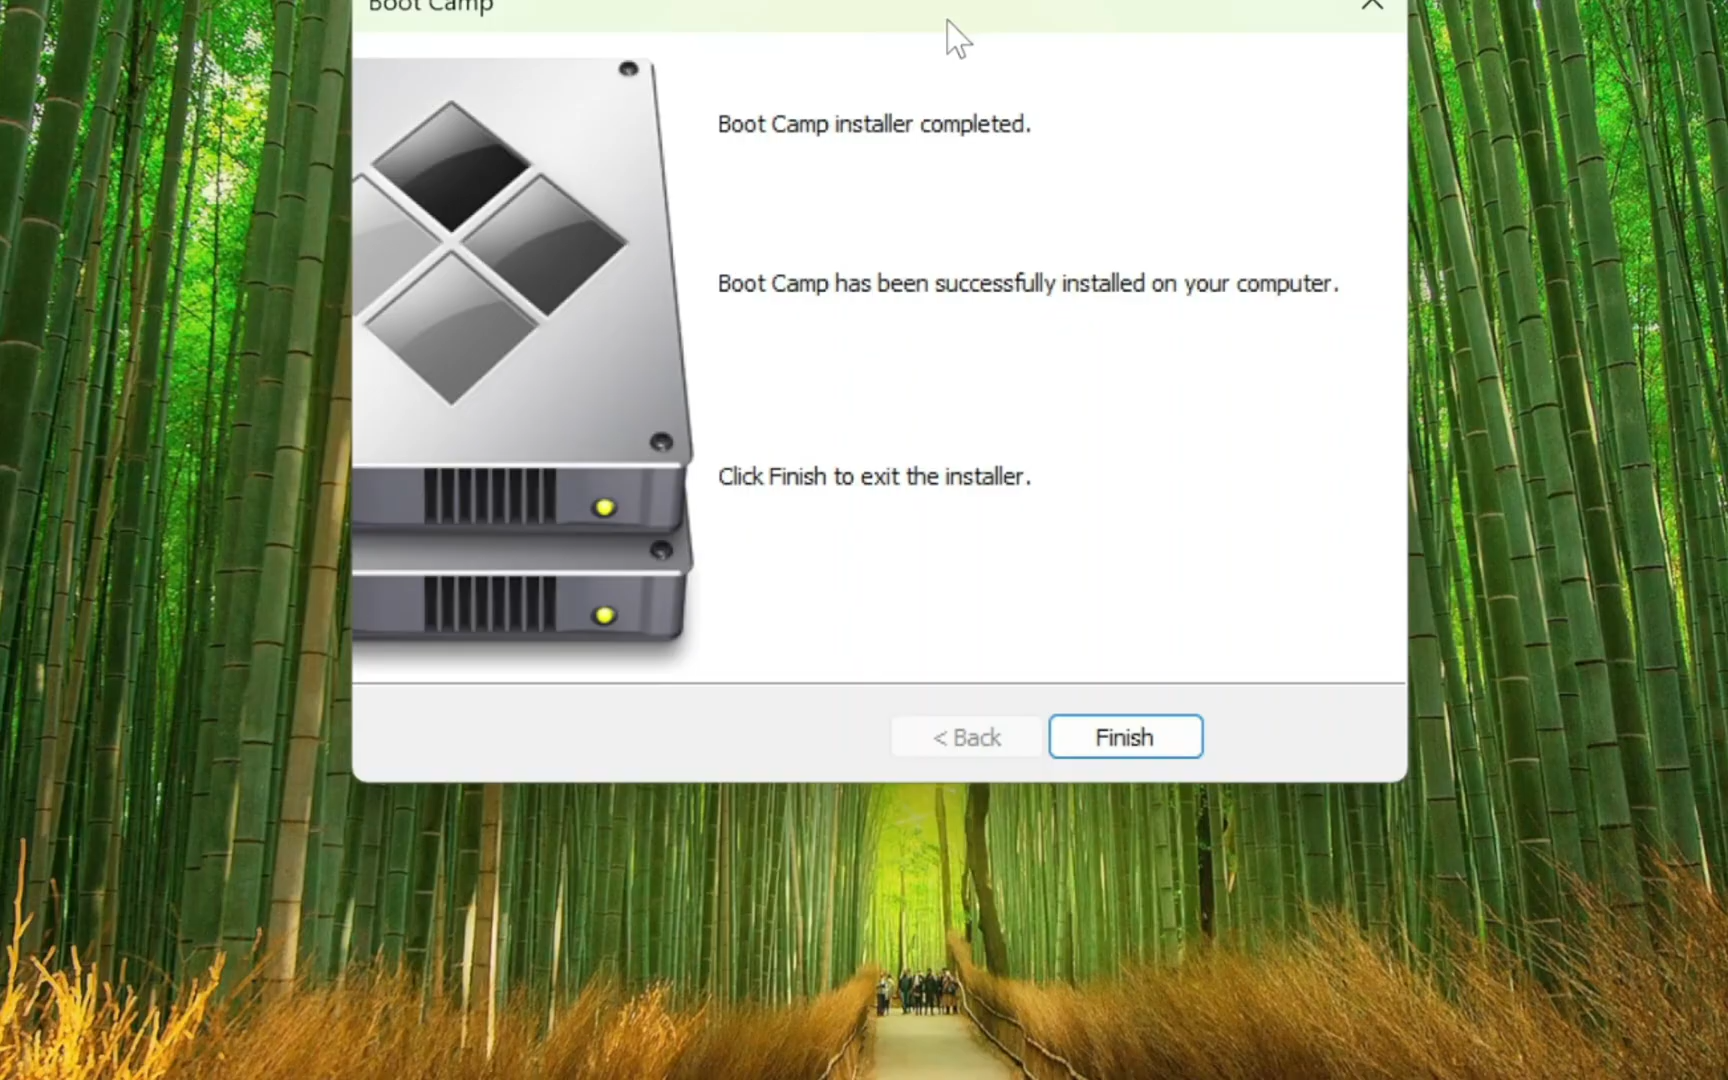 Boot Camp
Boot Camp installer completed.
Boot Camp has been successfully installed on your computer.
Click Finish to exit the installer.
< Back
Finish